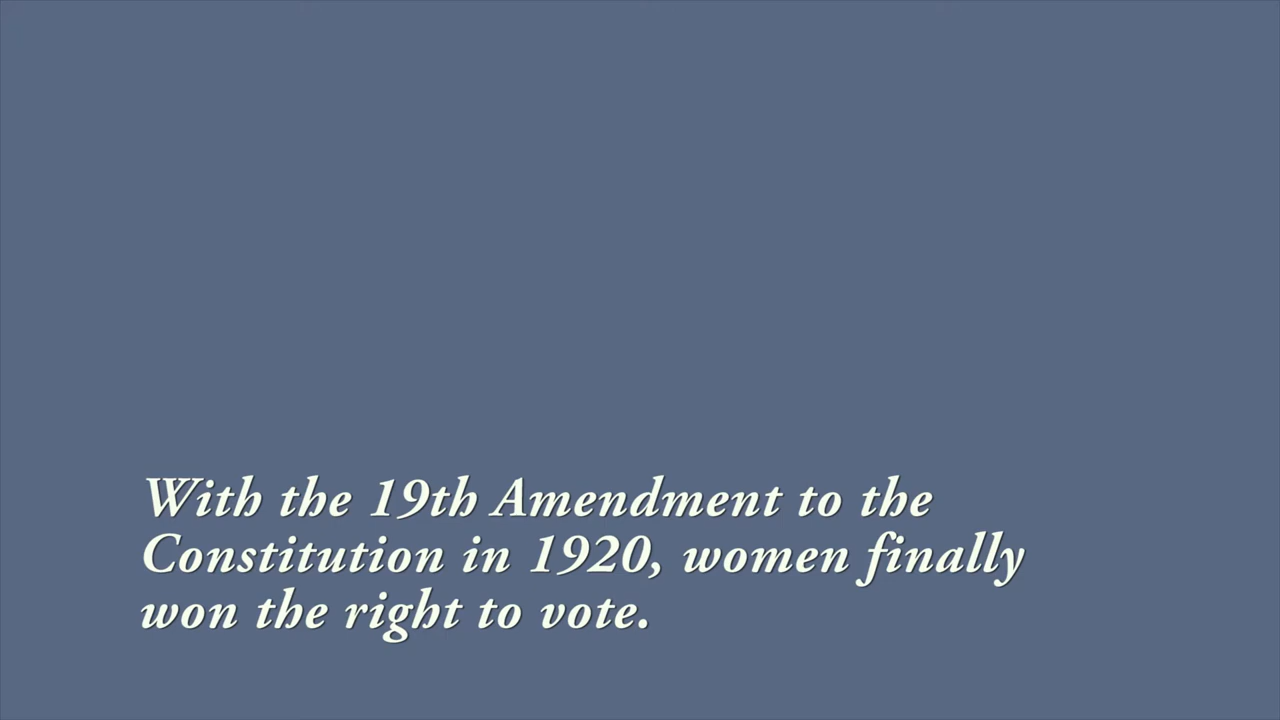 With the 19th Amendment to the
Constitution in 1920, women finally
won the right to vote.